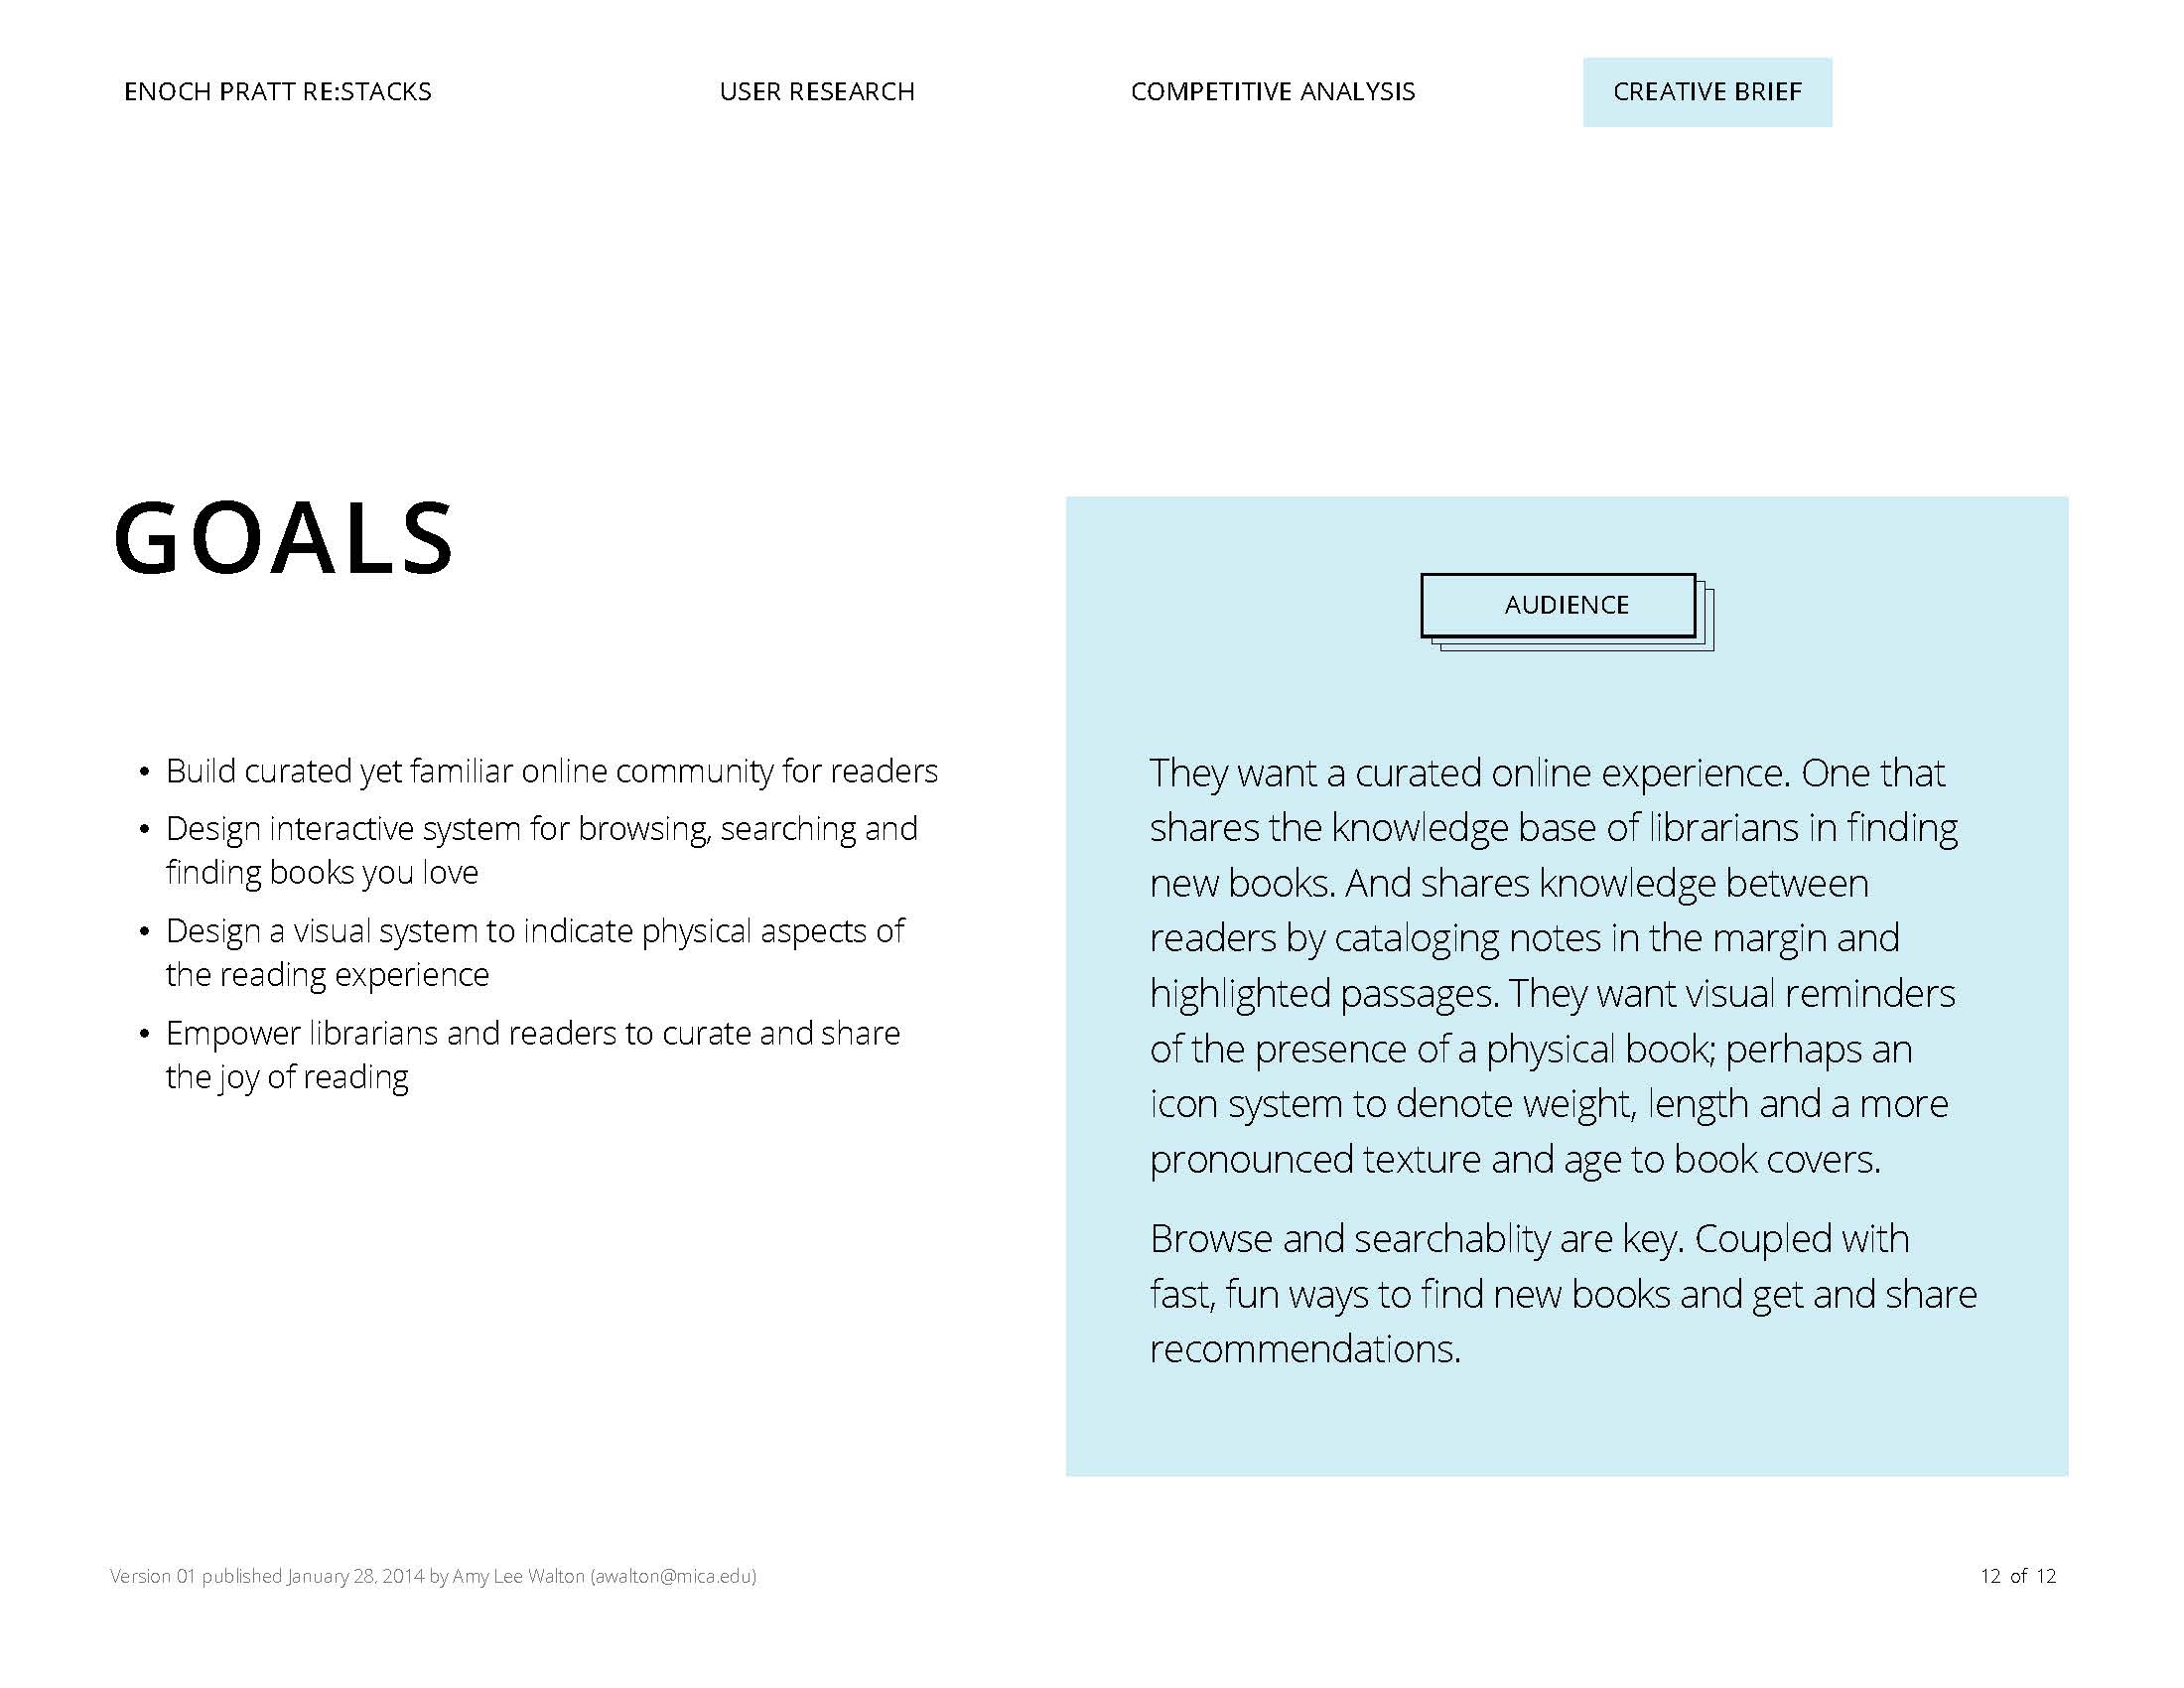 ENOCH PRATT RE:STACKS
USER RESEARCH
COMPETITIVE ANALYSIS
CREATIVE BRIEF
GOALS
• Build curated yet familiar online community for readers
• Design interactive system for browsing, searching and
finding books you love
• Design a visual system to indicate physical aspects of
the reading experience
• Empower librarians and readers to curate and share
the joy of reading
AUDIENCE
They want a curated online experience. One that
shares the knowledge base of librarians in finding
new books. And shares knowledge between
readers by cataloging notes in the margin and
highlighted passages. They want visual reminders
of the presence of a physical book; perhaps an
icon system to denote weight, length and a more
pronounced texture and age to book covers.
Browse and searchablity are key. Coupled with
fast, fun ways to find new books and get and share
recommendations.
Version 01 published January 28, 2014 by Amy Lee Walton (awalton@mica.edu)
12 of 12